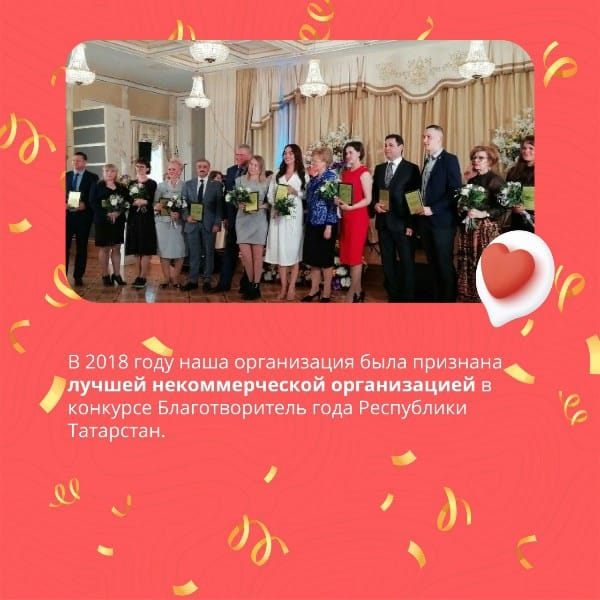 В 2018 году наша организация была признана
лучшей некоммерческой организацией в
конкурсе Благотворитель года Республики
Татарстан.